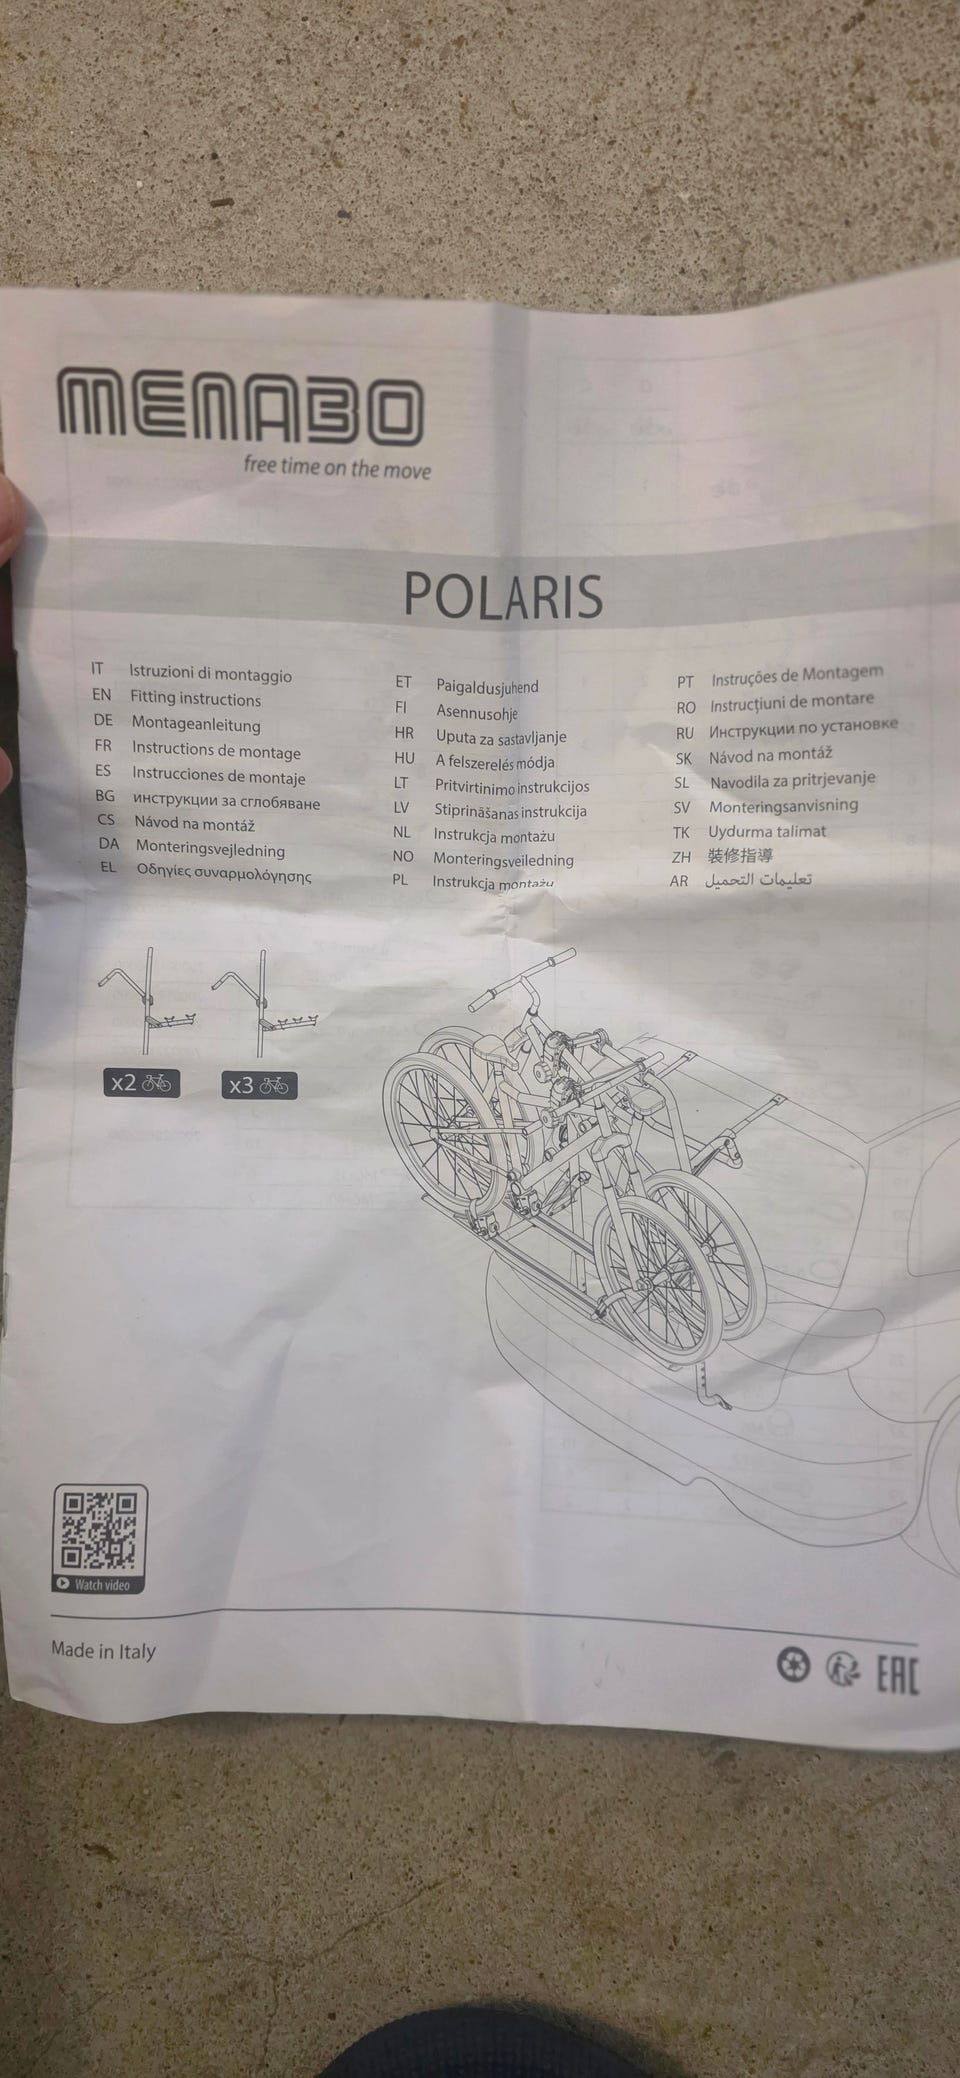 MENABO
free time on the move
POLARIS
IT Istruzioni di montaggio
EN Fitting instructions
DE Montageanleitung
FR Instructions de montage
ES Instrucciones de montaje
BG инструкции за сглобяване
CS Návod na montáž
DA Monteringsvejledning
EL Οδηγίες συναρμολόγησης
ET Paigaldusjuhend
FI Asennusohje
HR Uputa za sastavljanje
HU A felszerelés módja
LT Pritvirtinimo instrukcijos
LV Stiprināšanas instrukcija
NL Instrukcja montażu
NO Monteringsveiledning
PL Instrukcja montażu
PT Instruções de Montagem
RO Instrucțiuni de montare
RU Инструкции по установке
SK Návod na montáž
SL Navodila za pritrjevanje
SV Monteringsanvisning
TK Uydurma talimat
ZH 裝修指導
AR تعليمات التحميل
x2
x3
Watch video
Made in Italy
EAC